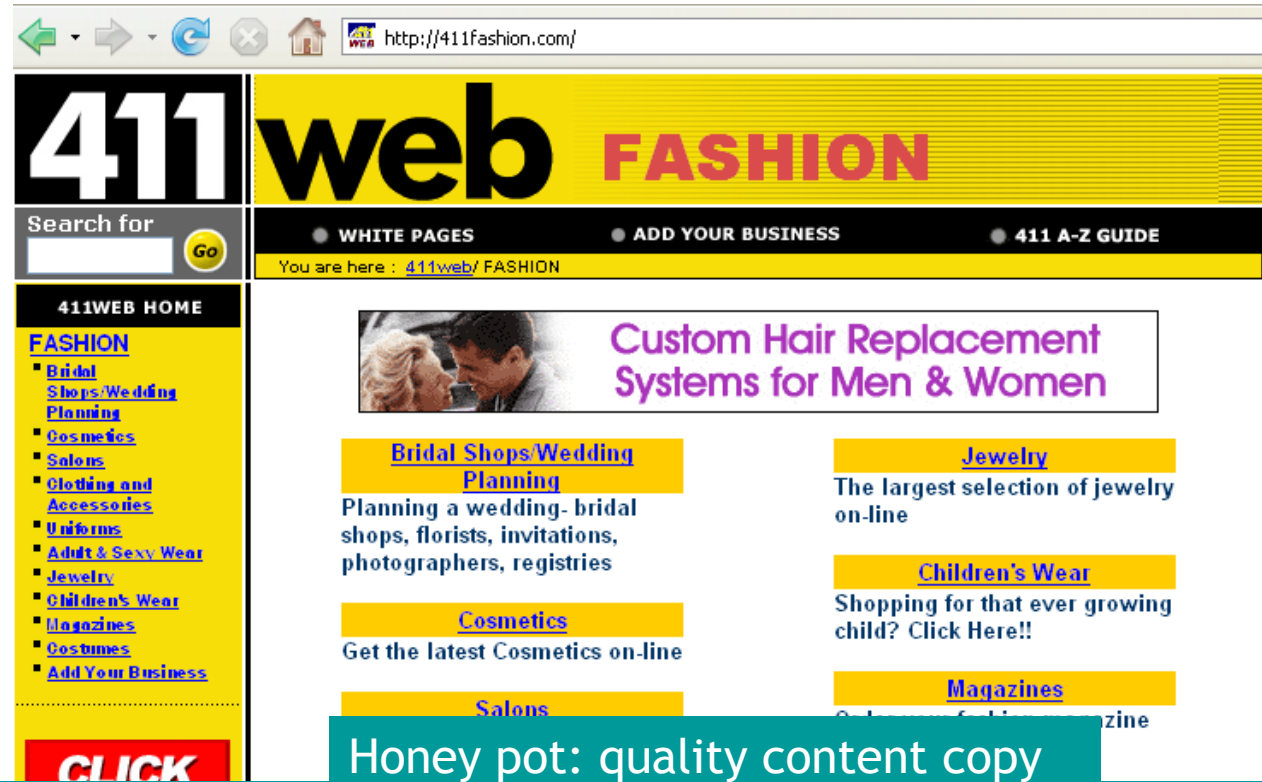 411 WEB
http://411fashion.com/
411
web FASHION
Search for
Go
WHITE PAGES
ADD YOUR BUSINESS
411 A-Z GUIDE
You are here : 411web/ FASHION
411WEB HOME
FASHION
Bridal
Shops/Wedding
Planning
Cosmetics
Salons
Clothing and
Accessories
Uniforms
Adult & Sexy Wear
Jewelry
Children's Wear
Magazines
Costumes
Add Your Business
CLICK
Custom Hair Replacement
Systems for Men & Women
Bridal Shops/Wedding
Planning
Planning a wedding- bridal
shops, florists, invitations,
photographers, registries
Cosmetics
Get the latest Cosmetics on-line
Salons
Jewelry
The largest selection of jewelry
on-line
Children's Wear
Shopping for that ever growing
child? Click Here!!
Magazines
Honey pot: quality content copy